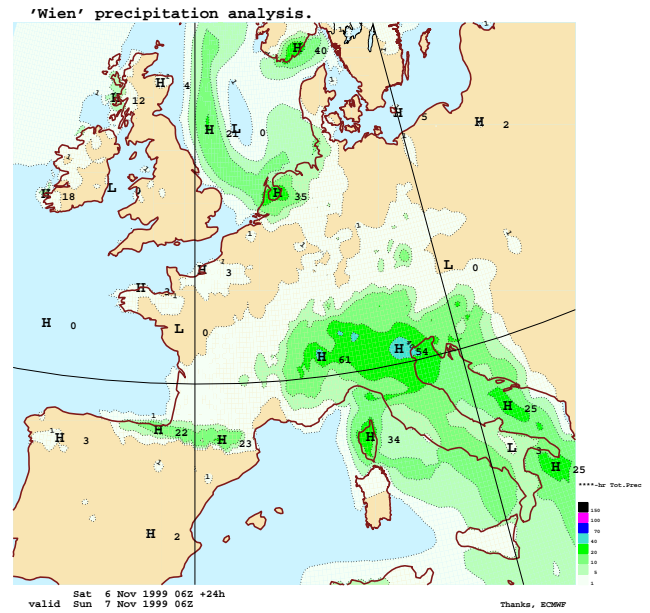 'Wien' precipitation analysis.
H 40
H 4
H 12
H 21
L 0
H 5
H 2
H 18
L 0
H 35
L 0
H 3
H 3
H 0
L 0
H 61
H 54
H 25
H 3
H 22
H 23
H 34
L 3
H 25
H 2
****-hr Tot.Prec
150
100
70
40
20
10
5
1
Sat 6 Nov 1999 06Z +24h
valid Sun 7 Nov 1999 06Z
Thanks, ECMWF